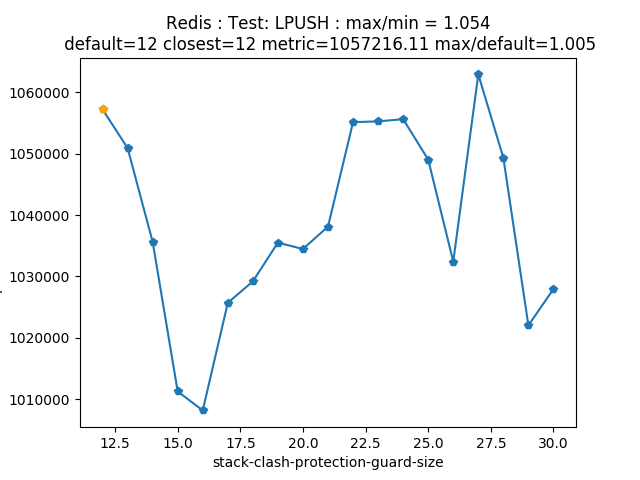 Redis : Test: LPUSH : max/min = 1.054
default=12 closest=12 metric=1057216.11 max/default=1.005
1060000
1050000
1040000
1030000
1020000
1010000
12.5 15.0 17.5 20.0 22.5 25.0 27.5 30.0
stack-clash-protection-guard-size